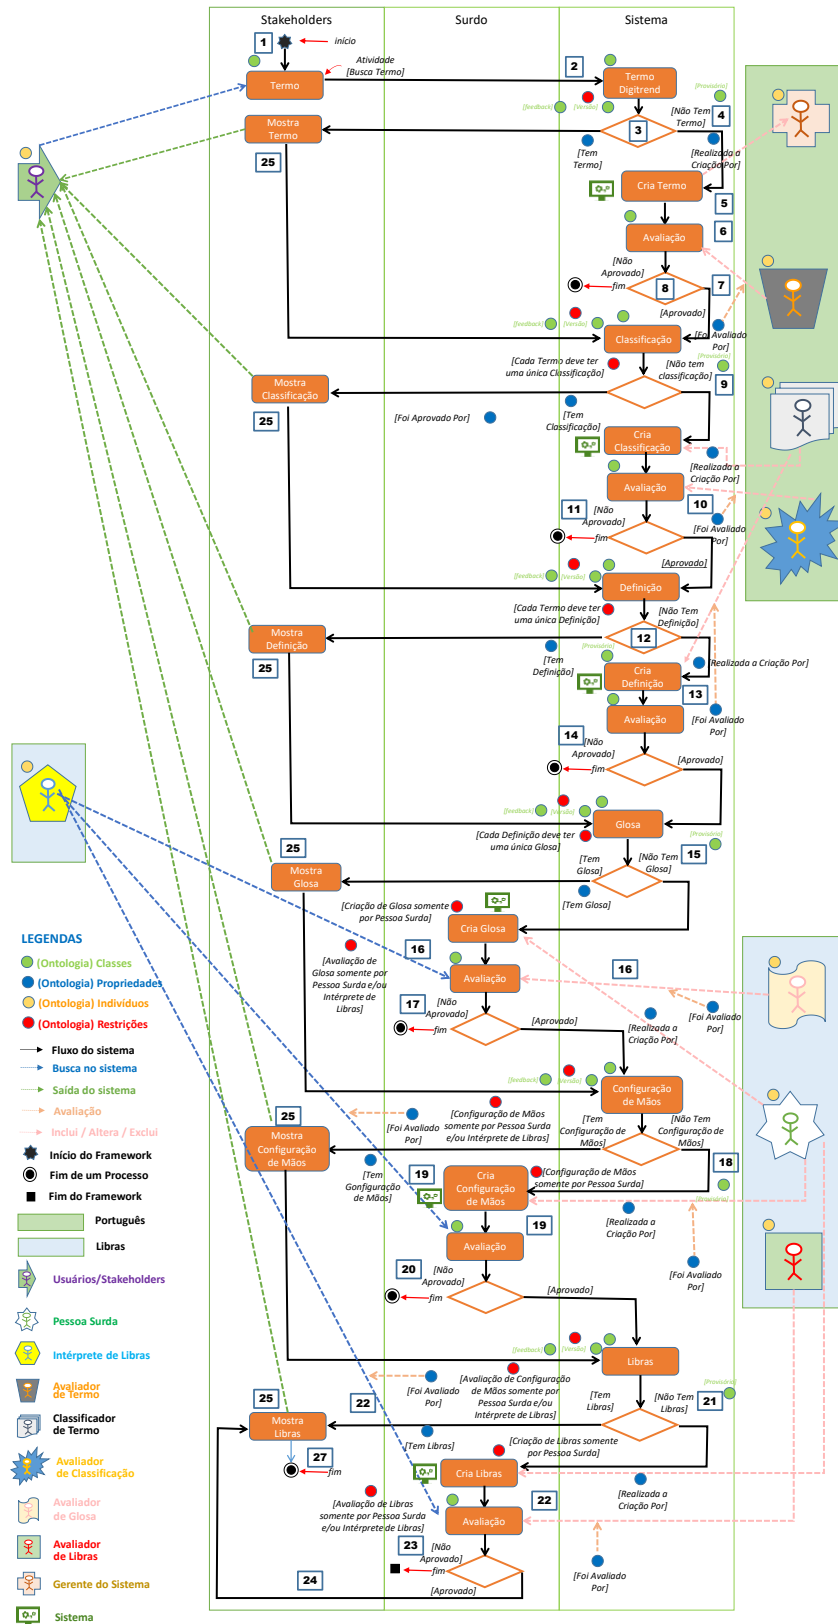 Stakeholders
Surdo
Sistema
1
início
Atividade
[Busca Termo]
Termo
2
Termo
Digitrend
[Provisório]
[feedback]
[Versão]
[Não Tem
Termo]
4
3
Mostra
Termo
25
[Tem
Termo]
[Realizada a
Criação Por]
Cria Termo
5
6
Avaliação
[Não
Aprovado]
fim
8
7
[Aprovado]
[feedback]
[Versão]
Classificação
[Foi Avaliado
Por]
[Provisório]
[Cada Termo deve ter
uma única Classificação]
[Não tem
classificação]
9
Mostra
Classificação
25
[Foi Aprovado Por]
[Tem
Classificação]
Cria
Classificação
[Realizada a
Criação Por]
Avaliação
10
11
[Não
Aprovado]
fim
[Foi Avaliado
Por]
[Aprovado]
[feedback]
[Versão]
Definição
[Cada Termo deve ter
uma única Definição]
[Não Tem
Definição]
12
Mostra
Definição
25
[Provisório]
[Tem
Definição]
Cria
Definição
[Realizada a Criação Por]
13
Avaliação
[Foi Avaliado
Por]
14
[Não
Aprovado]
fim
[Aprovado]
[feedback]
[Versão]
Glosa
[Provisório]
[Cada Definição deve ter
uma única Glosa]
15
25
[Tem
Glosa]
[Não Tem
Glosa]
Mostra
Glosa
[Tem Glosa]
[Criação de Glosa somente
por Pessoa Surda]
Cria Glosa
[Avaliação de
Glosa somente por
Pessoa Surda e/ou
Intérprete de
Libras]
16
16
Avaliação
17
[Não
Aprovado]
fim
[Aprovado]
[Realizada a
Criação Por]
[Foi Avaliado
Por]
[feedback]
[Versão]
Configuração
de Mãos
25
[Foi Avaliado
Por]
[Configuração de Mãos
somente por Pessoa Surda
e/ou Intérprete de Libras]
[Tem
Configuração de
Mãos]
[Não Tem
Configuração de
Mãos]
Mostra
Configuração
de Mãos
[Tem
Gonfiguração
de Mãos]
18
19
Cria
Configuração
de Mãos
[Configuração de Mãos
somente por Pessoa Surda]
[Provisório]
19
[Realizada a
Criação Por]
Avaliação
20
[Não
Aprovado]
fim
[Aprovado]
[Foi Avaliado
Por]
[feedback]
[Versão]
Libras
[Provisório]
[Foi Avaliado
Por]
[Avaliação de Configuração
de Mãos somente por
Pessoa Surda e/ou
Intérprete de Libras]
[Tem
Libras]
[Não Tem
Libras]
21
25
22
Mostra
Libras
[Tem Libras]
[Criação de Libras somente
por Pessoa Surda]
27
fim
Cria Libras
[Realizada a
Criação Por]
[Avaliação de Libras
somente por Pessoa Surda
e/ou Intérprete de Libras]
22
Avaliação
23
[Não
Aprovado]
fim
24
[Aprovado]
[Foi Avaliado
Por]
LEGENDAS
(Ontologia) Classes
(Ontologia) Propriedades
(Ontologia) Indivíduos
(Ontologia) Restrições
Fluxo do sistema
Busca no sistema
Saída do sistema
Avaliação
Inclui / Altera / Exclui
Início do Framework
Fim de um Processo
Fim do Framework
Português
Libras
Usuários/Stakeholders
Pessoa Surda
Intérprete de Libras
Avaliador
de Termo
Classificador
de Termo
Avaliador
de Classificação
Avaliador
de Glosa
Avaliador
de Libras
Gerente do Sistema
Sistema